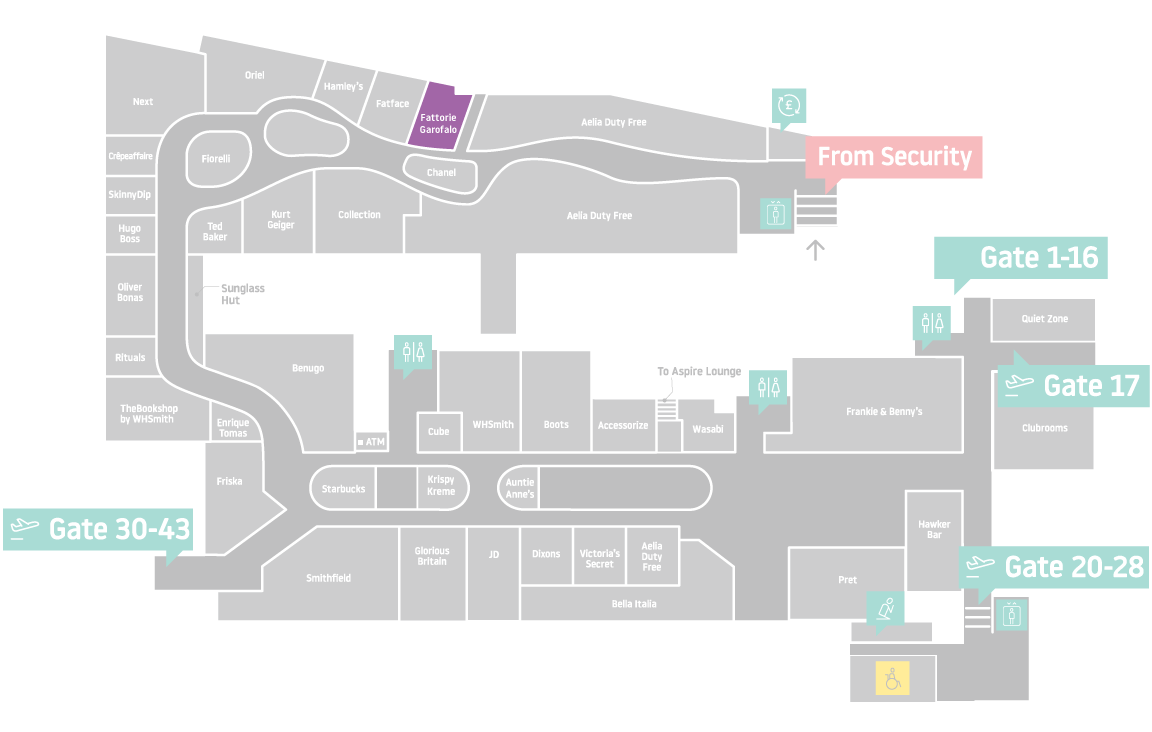 Oriel
Hamley's
Fatface
Next
Fattorie
Garofalo
Aelia Duty Free
£
From Security
Crêpeaffaire
Fiorelli
Chanel
SkinnyDip
Hugo
Boss
Ted
Baker
Kurt
Geiger
Collection
Aelia Duty Free
Gate 1-16
Oliver
Bonas
Sunglass
Hut
Quiet Zone
Rituals
Benugo
To Aspire Lounge
Gate 17
TheBookshop
by WHSmith
Enrique
Tomas
ATM
Cube
WHSmith
Boots
Accessorize
Wasabi
Frankie & Benny's
Clubrooms
Friska
Starbucks
Krispy
Kreme
Auntie
Anne's
Gate 30-43
Hawker
Bar
Smithfield
Glorious
Britain
JD
Dixons
Victoria's
Secret
Aelia
Duty
Free
Pret
Gate 20-28
Bella Italia